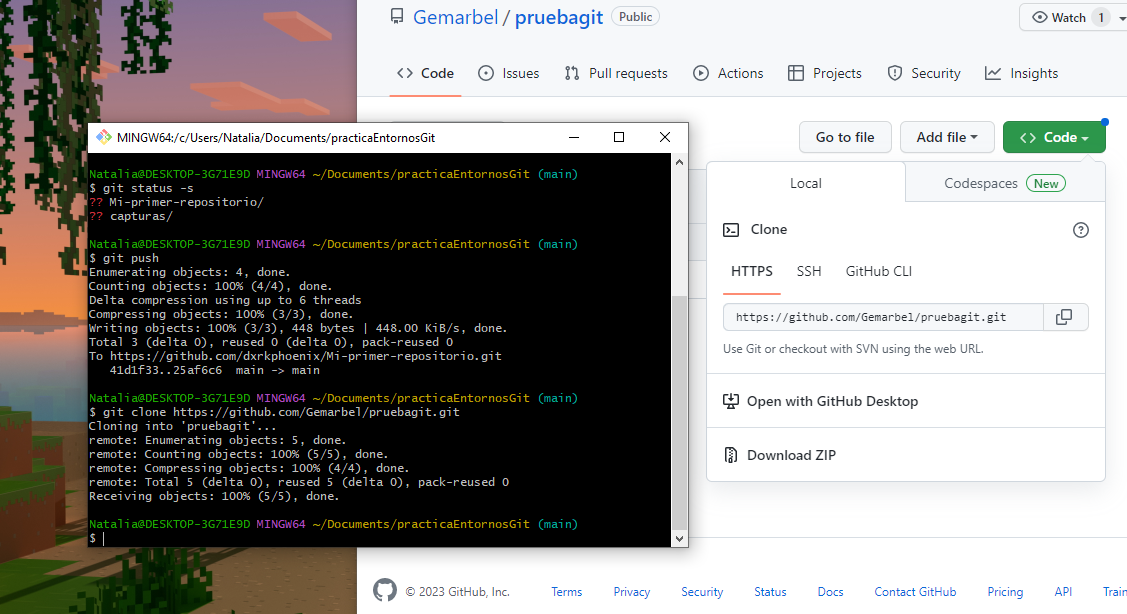 Gemarbel / pruebagit Public
Watch 1
Code Issues Pull requests Actions Projects Security Insights
Go to file Add file Code
Local Codespaces New
Clone
HTTPS SSH GitHub CLI
https://github.com/Gemarbel/pruebagit.git
Use Git or checkout with SVN using the web URL.
Open with GitHub Desktop
Download ZIP
MINGW64:/c/Users/Natalia/Documents/practicaEntornosGit
Natalia@DESKTOP-3G71E9D MINGW64 ~/Documents/practicaEntornosGit (main)
$ git status -s
?? Mi-primer-repositorio/
?? capturas/
Natalia@DESKTOP-3G71E9D MINGW64 ~/Documents/practicaEntornosGit (main)
$ git push
Enumerating objects: 4, done.
Counting objects: 100% (4/4), done.
Delta compression using up to 6 threads
Compressing objects: 100% (3/3), done.
Writing objects: 100% (3/3), 448 bytes | 448.00 KiB/s, done.
Total 3 (delta 0), reused 0 (delta 0), pack-reused 0
To https://github.com/dxrkphoenix/Mi-primer-repositorio.git
   41d1f33..25af6c6  main -> main
Natalia@DESKTOP-3G71E9D MINGW64 ~/Documents/practicaEntornosGit (main)
$ git clone https://github.com/Gemarbel/pruebagit.git
Cloning into 'pruebagit'...
remote: Enumerating objects: 5, done.
remote: Counting objects: 100% (5/5), done.
remote: Compressing objects: 100% (4/4), done.
remote: Total 5 (delta 0), reused 5 (delta 0), pack-reused 0
Receiving objects: 100% (5/5), done.
Natalia@DESKTOP-3G71E9D MINGW64 ~/Documents/practicaEntornosGit (main)
$
© 2023 GitHub, Inc. Terms Privacy Security Status Docs Contact GitHub Pricing API Train